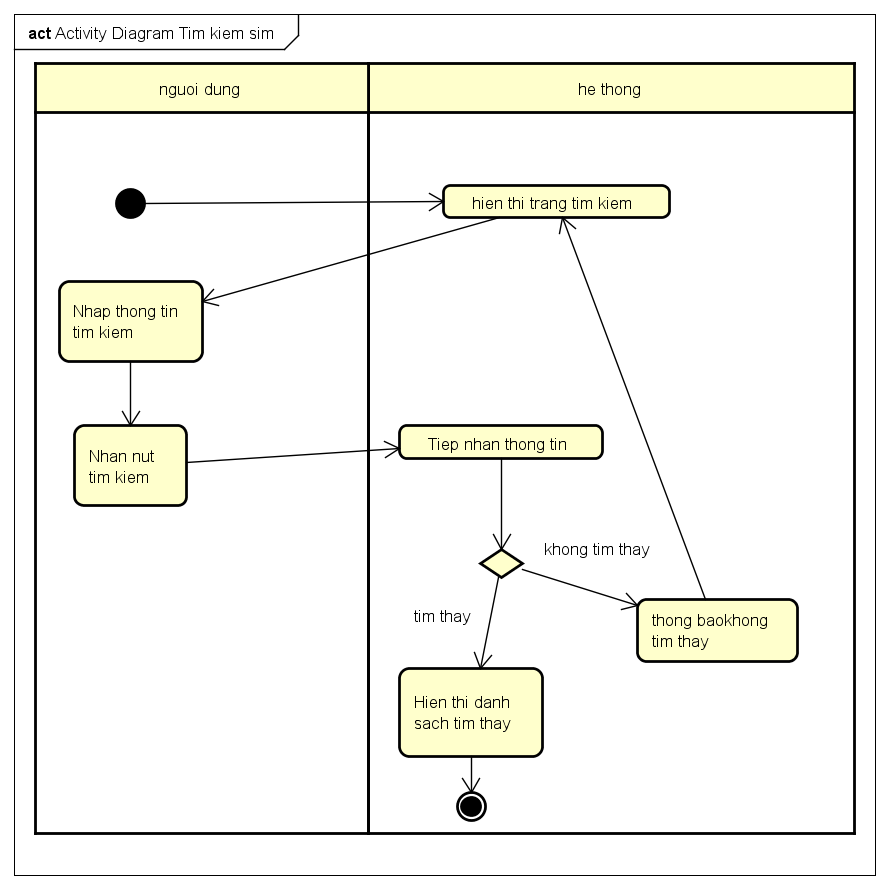 act Activity Diagram Tim kiem sim
nguoi dung
he thong
hien thi trang tim kiem
Nhap thong tin
tim kiem
Nhan nut
tim kiem
Tiep nhan thong tin
khong tim thay
tim thay
thong baokhong
tim thay
Hien thi danh
sach tim thay